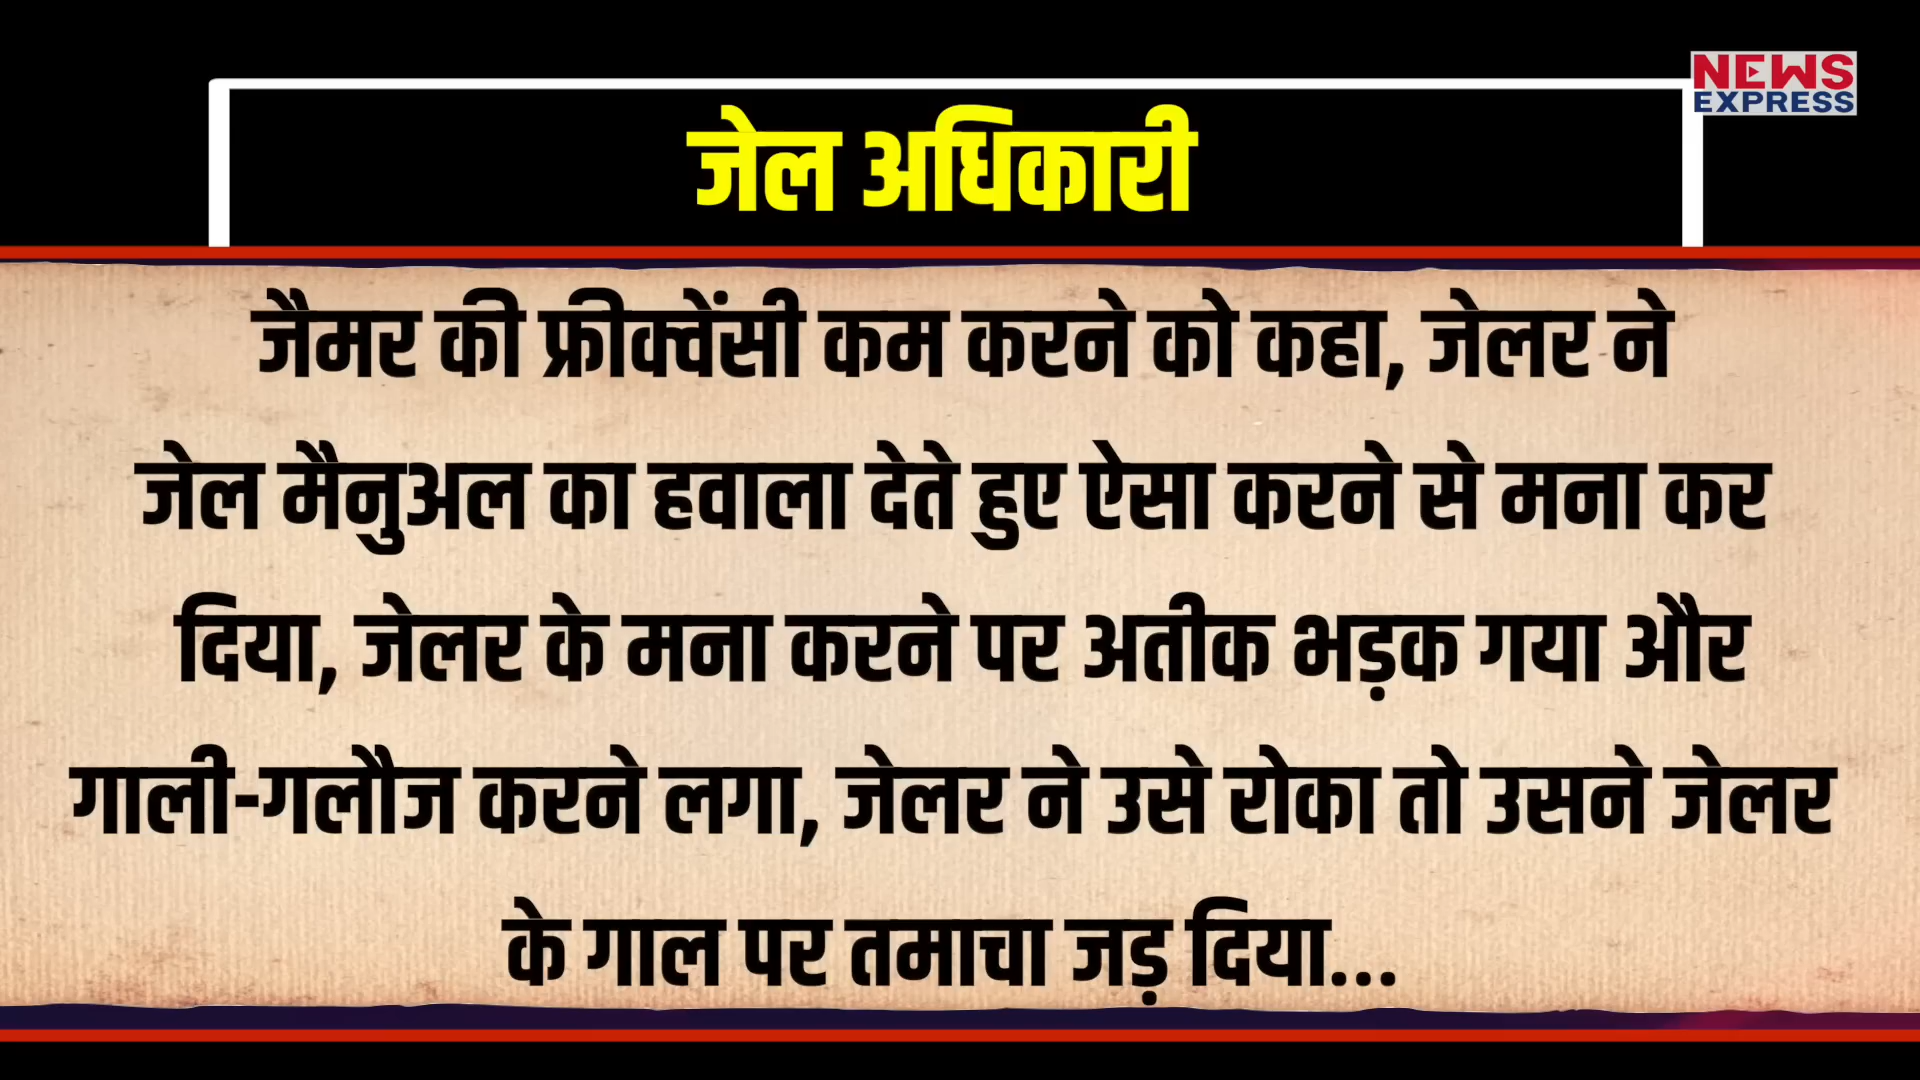 NEWS
EXPRESS
जेल अधिकारी
जैमर की फ्रीक्वेंसी कम करने को कहा, जेलर ने
जेल मैनुअल का हवाला देते हुए ऐसा करने से मना कर
दिया, जेलर के मना करने पर अतीक भड़क गया और
गाली-गलौज करने लगा, जेलर ने उसे रोका तो उसने जेलर
के गाल पर तमाचा जड़ दिया...